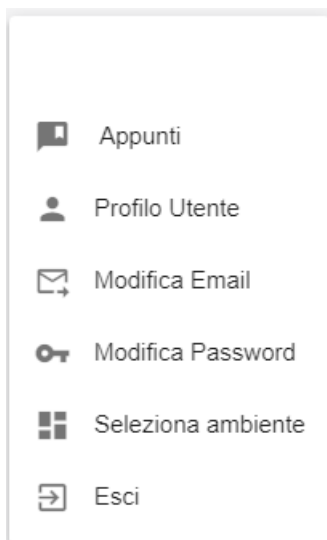 Appunti
Profilo Utente
Modifica Email
Modifica Password
Seleziona ambiente
Esci